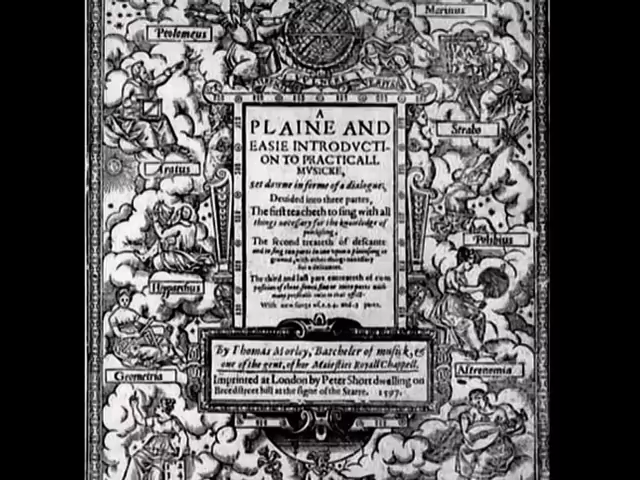 Ptolomeus
Marinus
Aratus
Strabo
Hipparchus
Polibius
Geometria
Astronomia
A
PLAINE AND
EASIE INTRODVCTI-
ON TO PRACTICALL
MVSICKE,
Set downe in forme of a dialogue,
Deuided into three partes,
The first teacheth to sing with all
things necessary for the knowledge of
pricktsong.
The second treateth of descante
and to sing two parts in one vpon a plainsong or
ground, with other things necessary
for a descanter.
The third and last part entreateth of com
position of three, foure, fiue or more parts with
many profitable rules to that effect.
With new songs of, 2. 3. 4. and .5 parts.
By Thomas Morley, Batcheler of musick, &
one of the gent. of her Maiesties Royall Chappell.
Imprinted at London by Peter Short dwelling on
Breedstreet hill at the signe of the Starre. 1597.